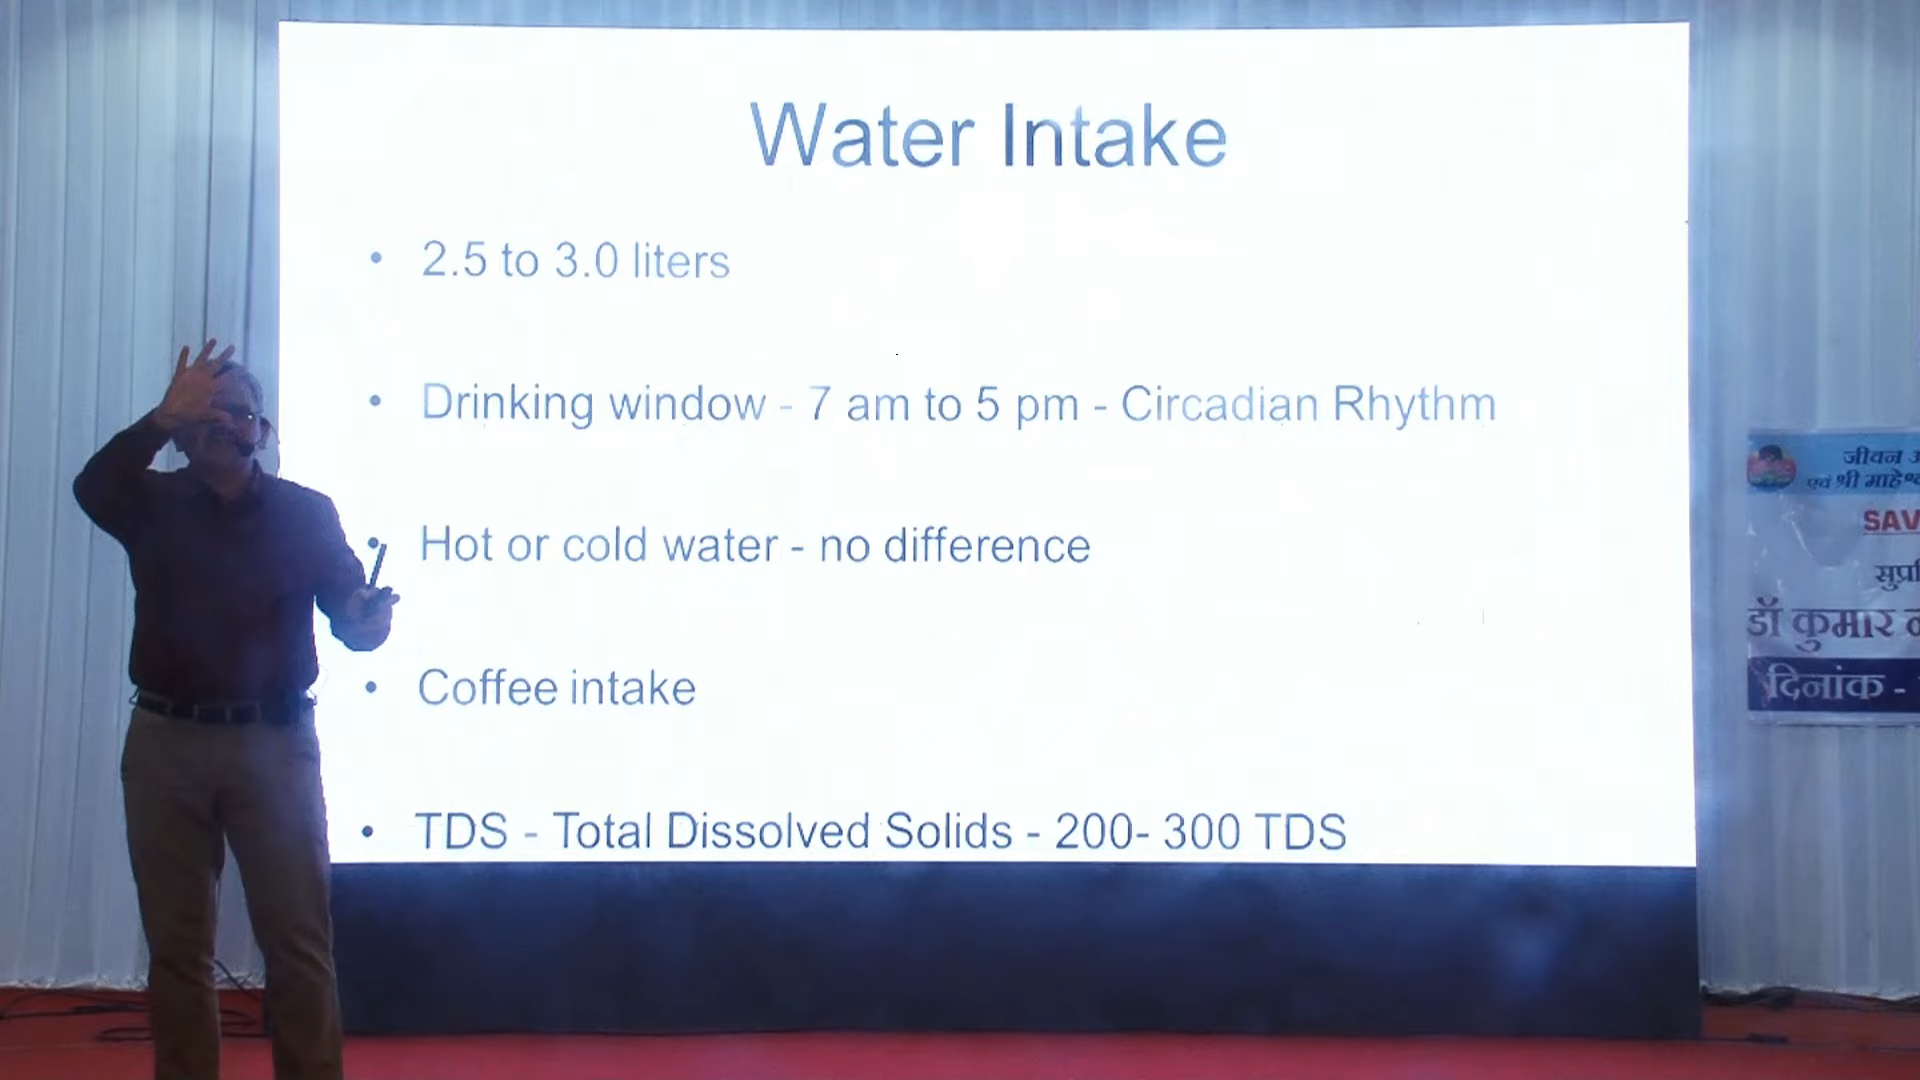 Water Intake
• 2.5 to 3.0 liters
• Drinking window - 7 am to 5 pm - Circadian Rhythm
• Hot or cold water - no difference
• Coffee intake
• TDS - Total Dissolved Solids - 200- 300 TDS
जीवन
एवं श्री
SAV
डॉ कुमार
दिनांक -